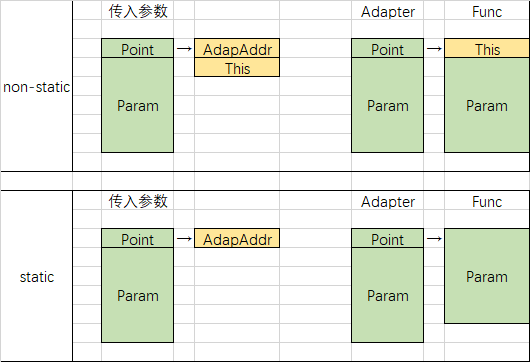 传入参数 Adapter Func
Point → AdapAddr Point → This
This
non-static
Param Param Param
传入参数 Adapter Func
Point → AdapAddr Point →
static
Param Param Param